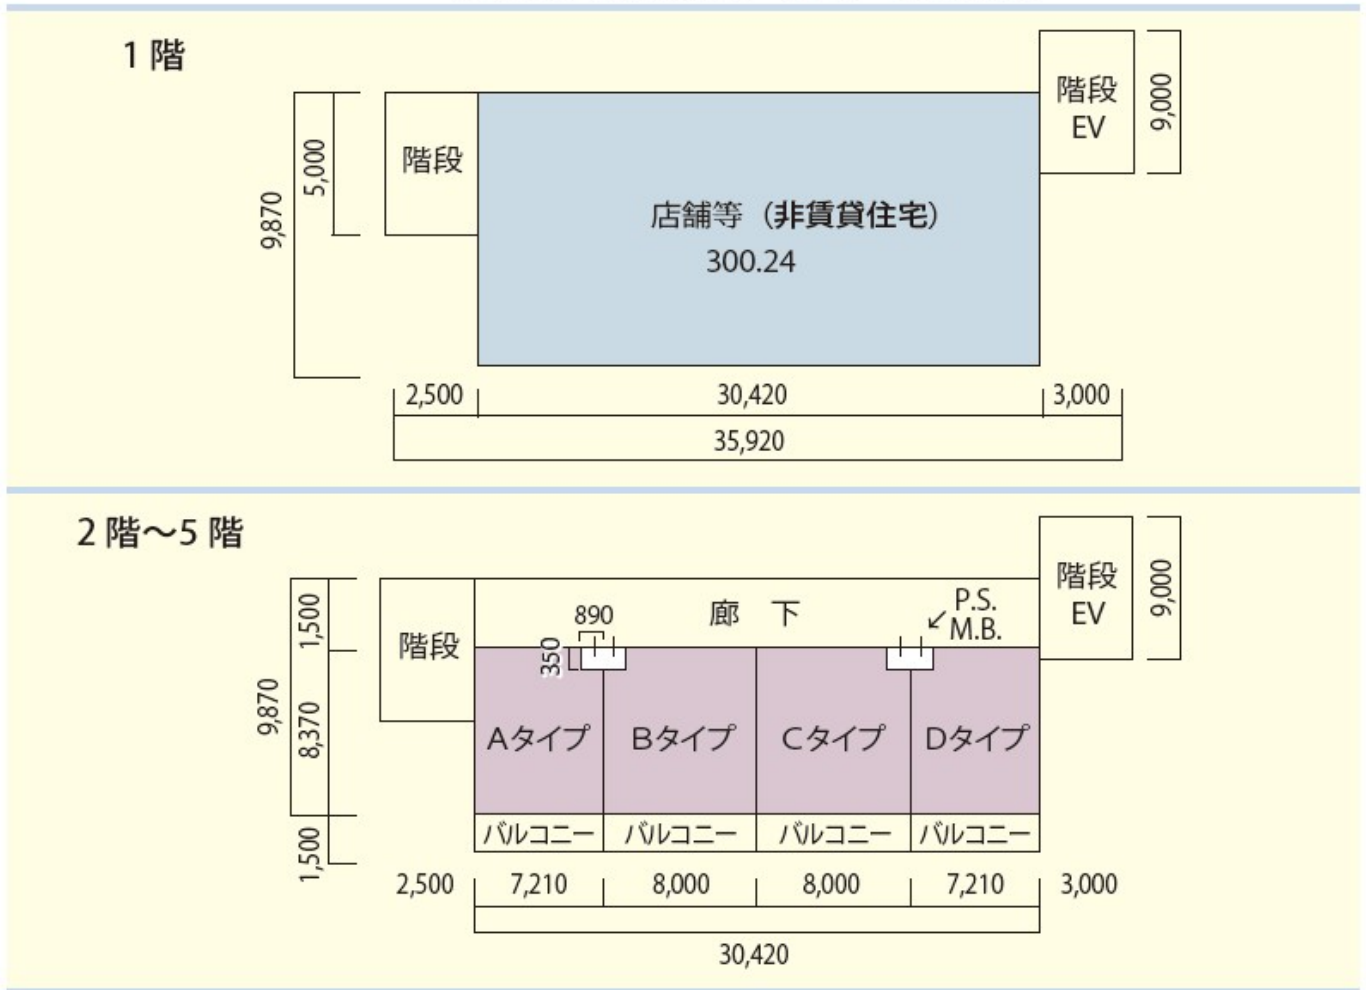 1 階
階段
EV
9,000
5,000
9,870
階段
店舗等（非賃貸住宅）
300.24
2,500
30,420
3,000
35,920
2 階～5 階
階段
EV
9,000
1,500
8,370
9,870
1,500
階段
890
350
廊　下
P.S.
M.B.
Aタイプ
Bタイプ
Cタイプ
Dタイプ
バルコニー
バルコニー
バルコニー
バルコニー
2,500
7,210
8,000
8,000
7,210
3,000
30,420